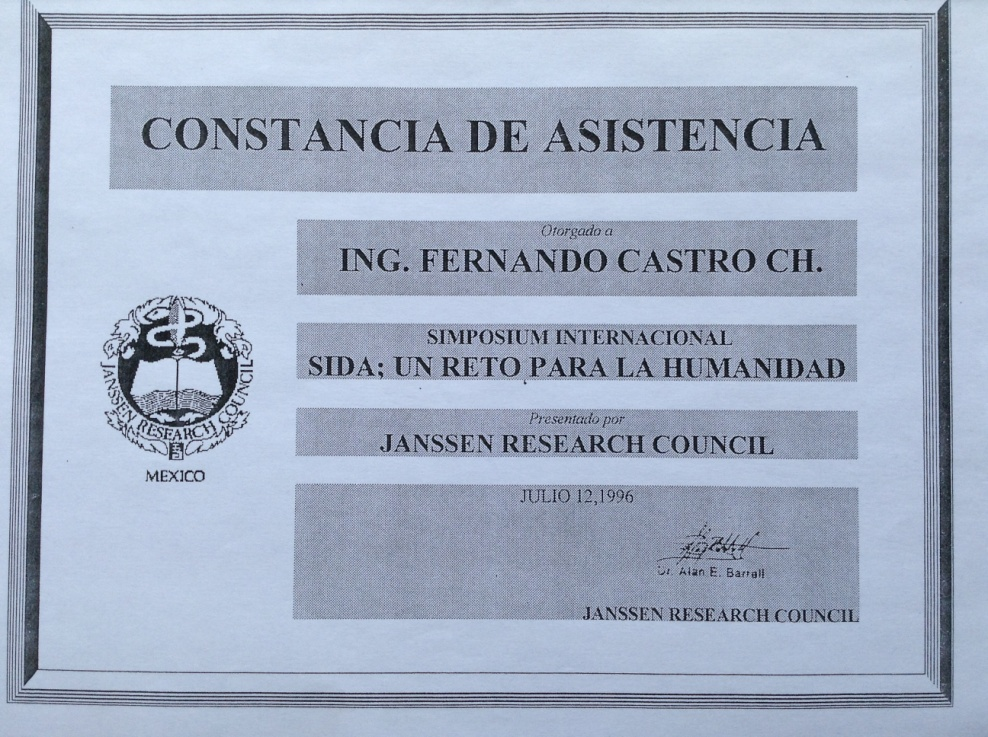 CONSTANCIA DE ASISTENCIA
Otorgado a
ING. FERNANDO CASTRO CH.
SIMPOSIUM INTERNACIONAL
SIDA; UN RETO PARA LA HUMANIDAD
Presentado por
JANSSEN RESEARCH COUNCIL
JANSSEN RESEARCH COUNCIL
MEXICO
JULIO 12,1996
Dr. Alan E. Barrall
JANSSEN RESEARCH COUNCIL